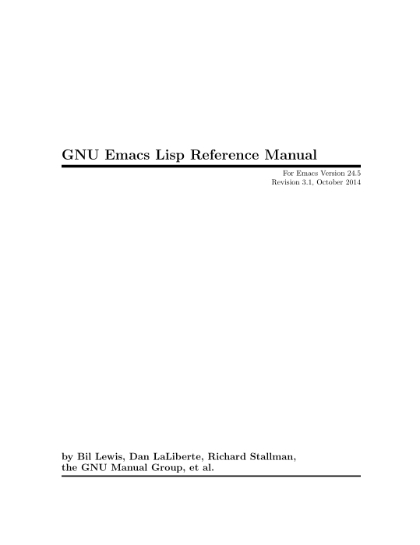 GNU Emacs Lisp Reference Manual
For Emacs Version 24.5
Revision 3.1, October 2014
by Bil Lewis, Dan LaLiberte, Richard Stallman,
the GNU Manual Group, et al.